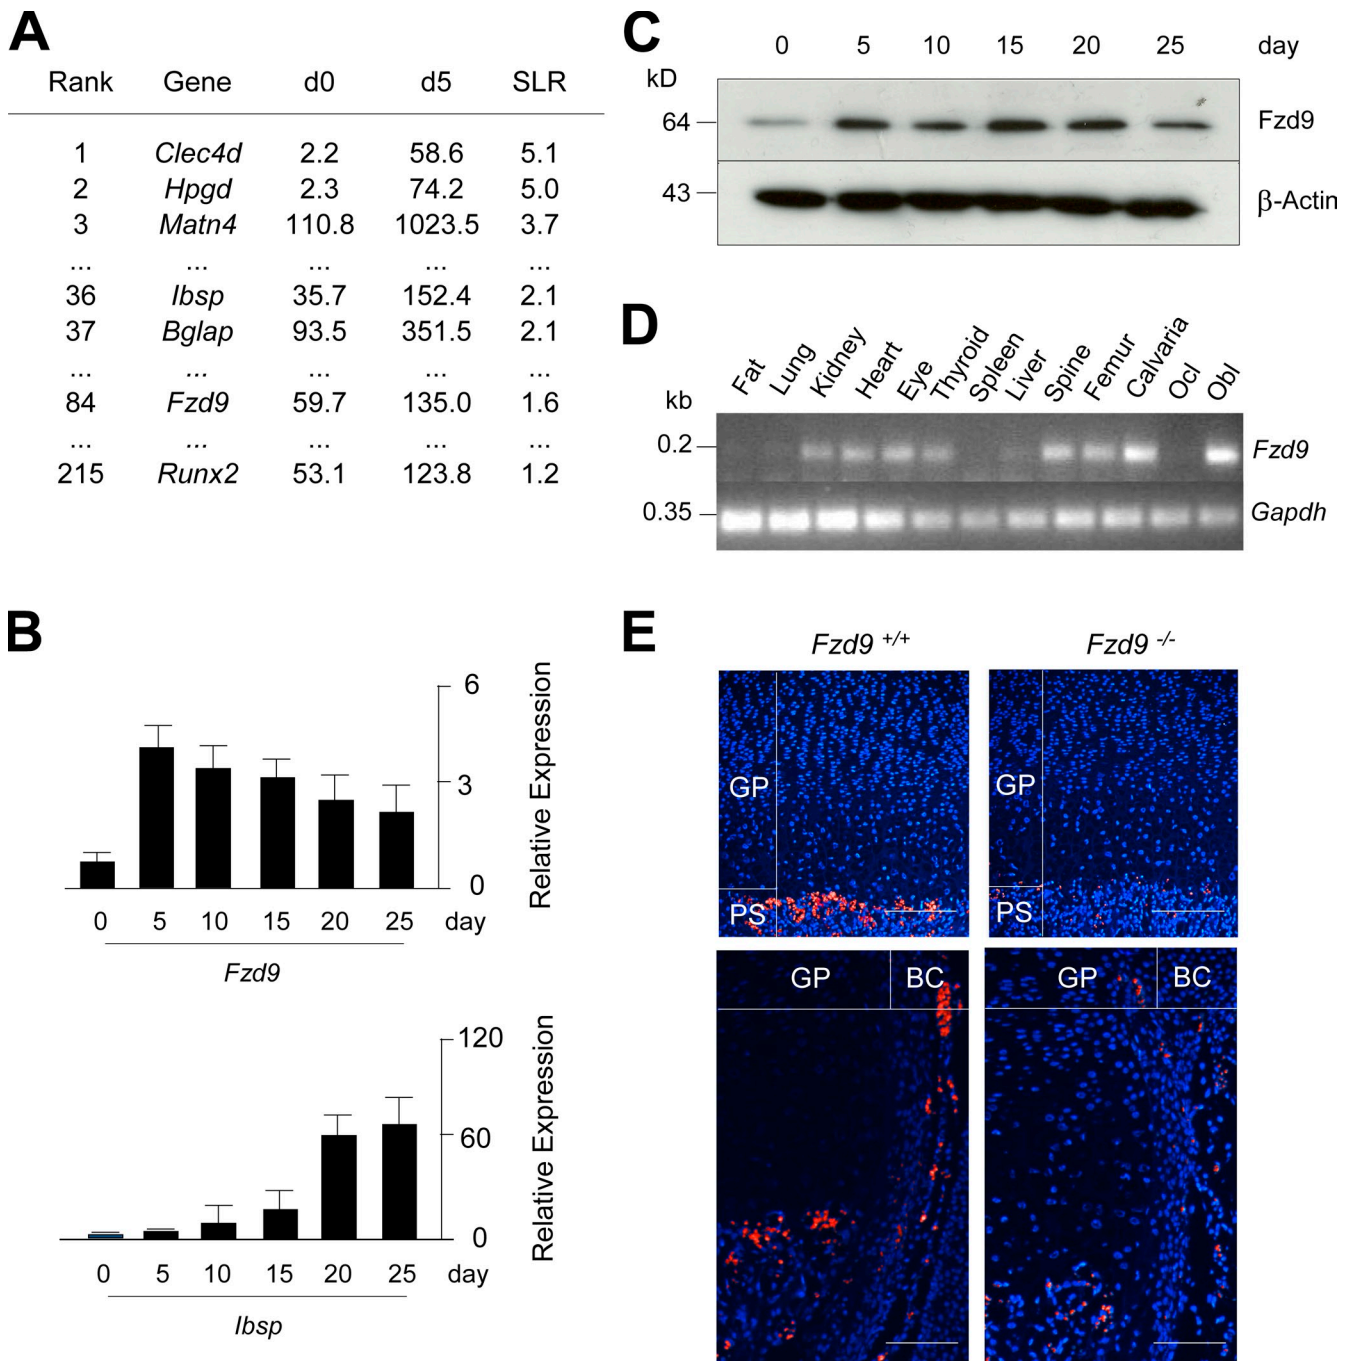 A
Rank Gene d0 d5 SLR
1 Clec4d 2.2 58.6 5.1
2 Hpgd 2.3 74.2 5.0
3 Matn4 110.8 1023.5 3.7
... ... ... ... ...
36 Ibsp 35.7 152.4 2.1
37 Bglap 93.5 351.5 2.1
... ... ... ... ...
84 Fzd9 59.7 135.0 1.6
... ... ... ... ...
215 Runx2 53.1 123.8 1.2
B
6
3
0
Relative Expression
0 5 10 15 20 25 day
Fzd9
120
60
0
Relative Expression
0 5 10 15 20 25 day
Ibsp
C
0 5 10 15 20 25 day
kD
64 Fzd9
43 β-Actin
D
Fat Lung Kidney Heart Eye Thyroid Spleen Liver Spine Femur Calvaria Ocl Obl
kb
0.2 Fzd9
0.35 Gapdh
E
Fzd9 +/+ Fzd9 -/-
GP GP
PS PS
GP BC GP BC